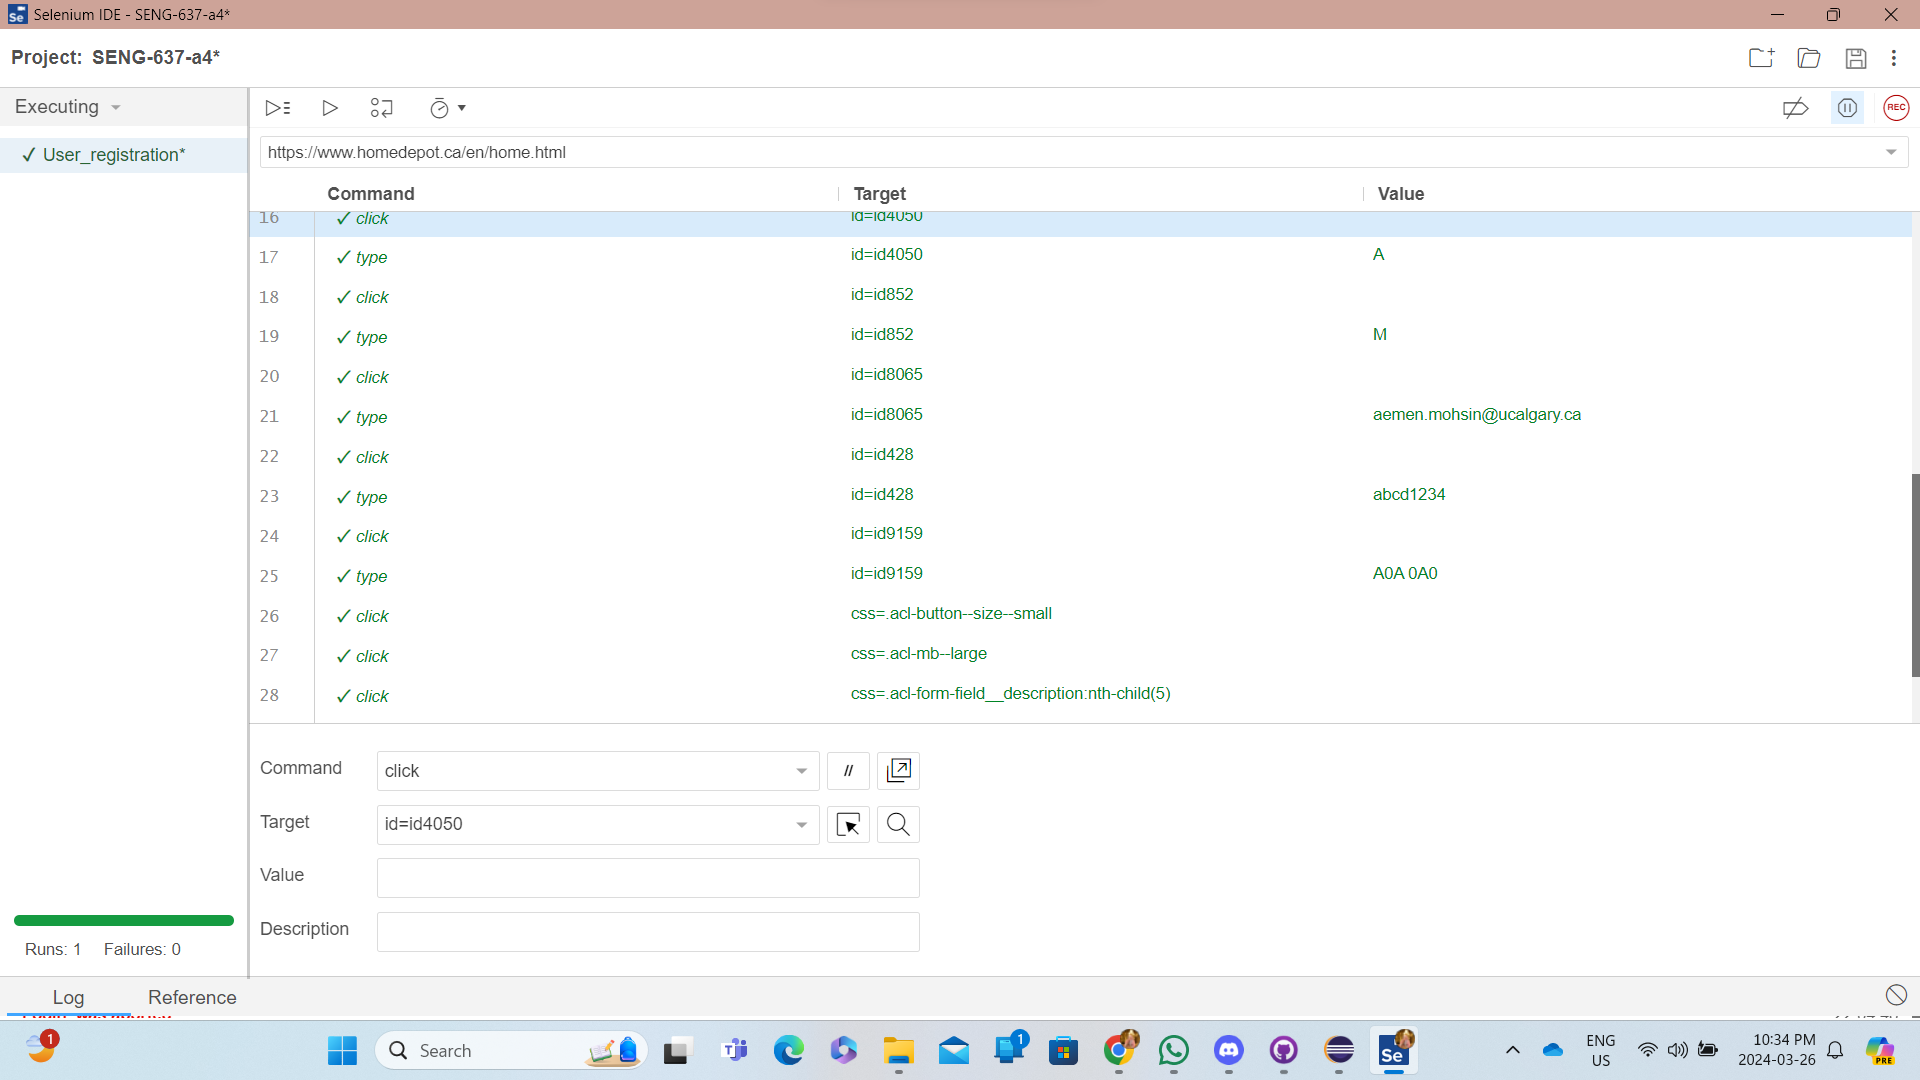 Selenium IDE - SENG-637-a4*
Project: SENG-637-a4*
Executing
REC
✓ User_registration*
https://www.homedepot.ca/en/home.html
Command Target Value
16 ✓ click id=id4050
17 ✓ type id=id4050 A
18 ✓ click id=id852
19 ✓ type id=id852 M
20 ✓ click id=id8065
21 ✓ type id=id8065 aemen.mohsin@ucalgary.ca
22 ✓ click id=id428
23 ✓ type id=id428 abcd1234
24 ✓ click id=id9159
25 ✓ type id=id9159 A0A 0A0
26 ✓ click css=.acl-button--size--small
27 ✓ click css=.acl-mb--large
28 ✓ click css=.acl-form-field__description:nth-child(5)
Command click //
Target id=id4050
Value
Description
Runs: 1 Failures: 0
Log Reference
1
Search
1
Se
ENG
US
10:34 PM
2024-03-26
PRE